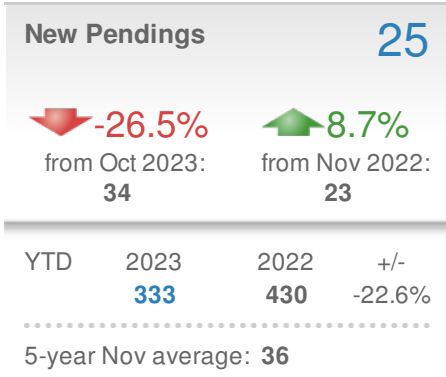 New Pendings 25
-26.5% 8.7%
from Oct 2023: from Nov 2022:
34 23
YTD 2023 2022 +/-
333 430 -22.6%
5-year Nov average: 36